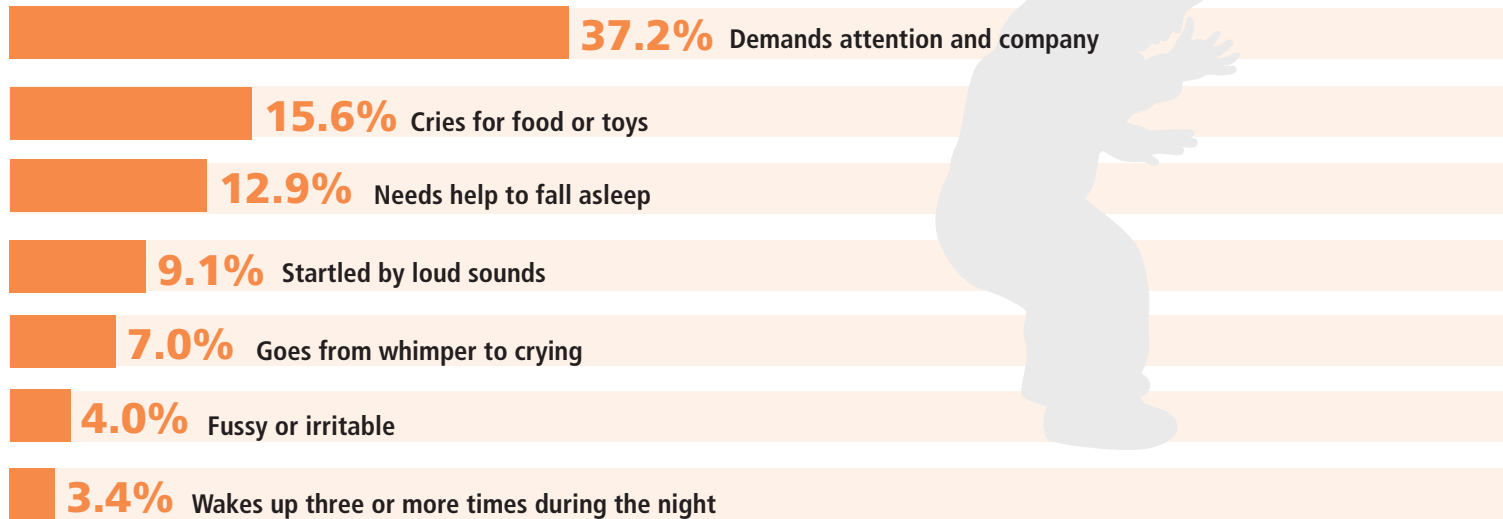 37.2% Demands attention and company
15.6% Cries for food or toys
12.9% Needs help to fall asleep
9.1% Startled by loud sounds
7.0% Goes from whimper to crying
4.0% Fussy or irritable
3.4% Wakes up three or more times during the night